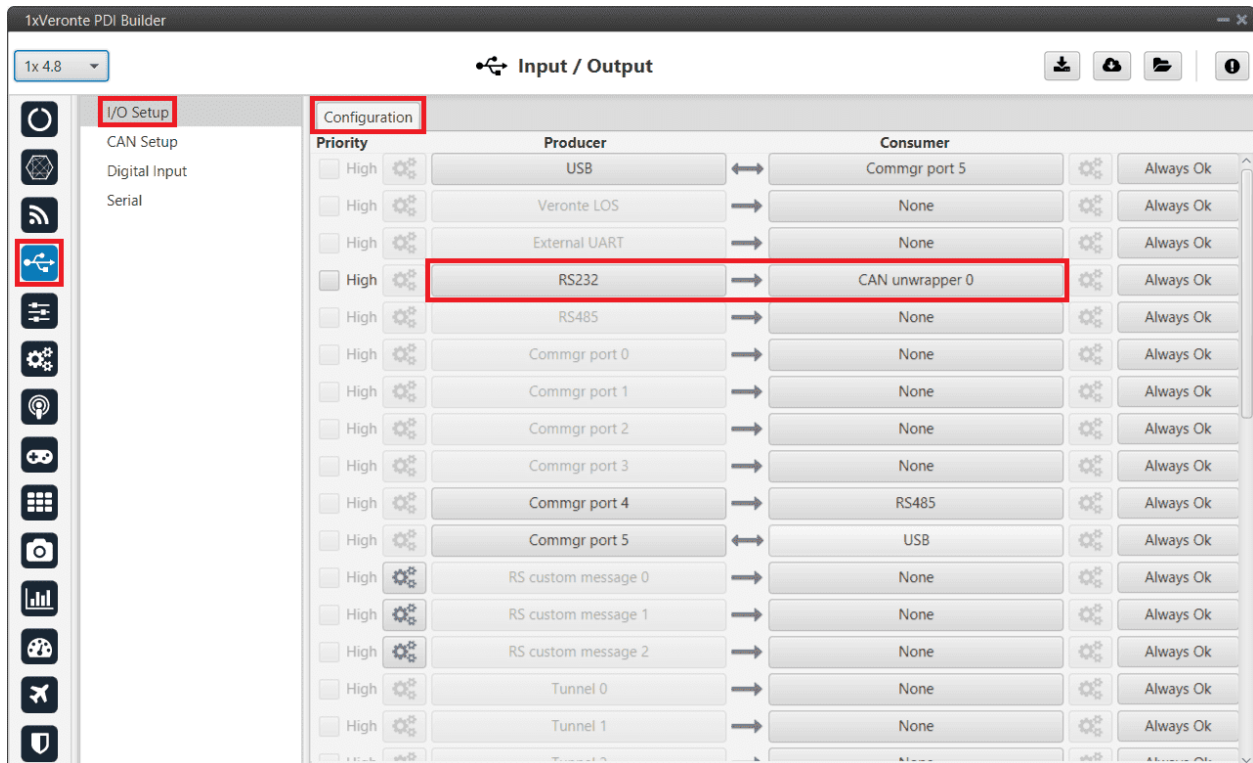 1xVeronte PDI Builder
1x 4.8
Input / Output
I/O Setup
CAN Setup
Digital Input
Serial
Configuration
Priority Producer Consumer
High USB Commgr port 5 Always Ok
High Veronte LOS None Always Ok
High External UART None Always Ok
High RS232 CAN unwrapper 0 Always Ok
High RS485 None Always Ok
High Commgr port 0 None Always Ok
High Commgr port 1 None Always Ok
High Commgr port 2 None Always Ok
High Commgr port 3 None Always Ok
High Commgr port 4 RS485 Always Ok
High Commgr port 5 USB Always Ok
High RS custom message 0 None Always Ok
High RS custom message 1 None Always Ok
High RS custom message 2 None Always Ok
High Tunnel 0 None Always Ok
High Tunnel 1 None Always Ok